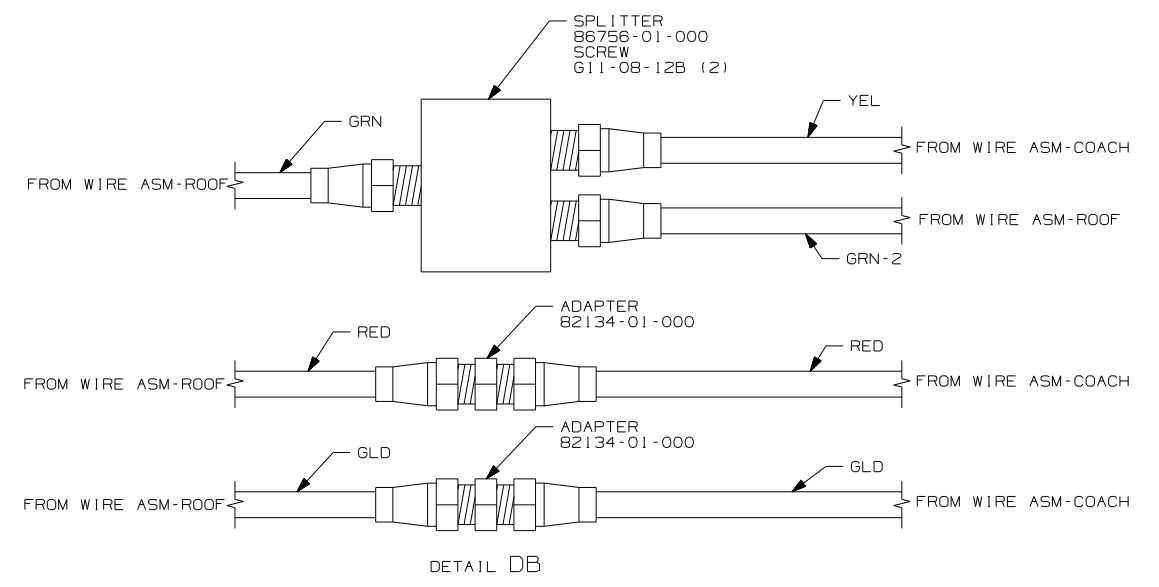 SPLITTER
86756-01-000
SCREW
G11-08-12B (2)
GRN
YEL
FROM WIRE ASM-COACH
FROM WIRE ASM-ROOF
FROM WIRE ASM-ROOF
GRN-2
ADAPTER
82134-01-000
RED
RED
FROM WIRE ASM-ROOF
FROM WIRE ASM-COACH
ADAPTER
82134-01-000
GLD
GLD
FROM WIRE ASM-ROOF
FROM WIRE ASM-COACH
DETAIL DB